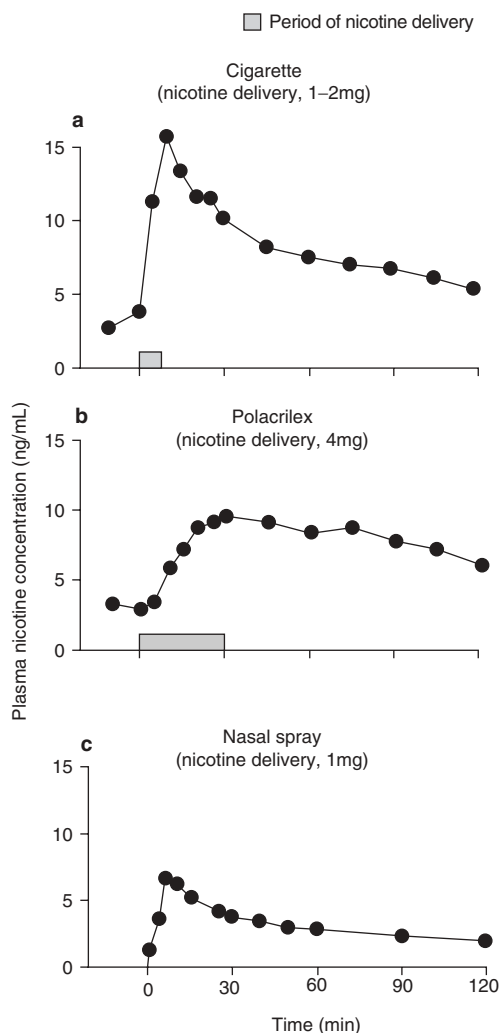 Period of nicotine delivery
Cigarette
(nicotine delivery, 1–2mg)
a
15
10
5
0
Plasma nicotine concentration (ng/mL)
b
Polacrilex
(nicotine delivery, 4mg)
15
10
5
0
c
Nasal spray
(nicotine delivery, 1mg)
15
10
5
0
0 30 60 90 120
Time (min)